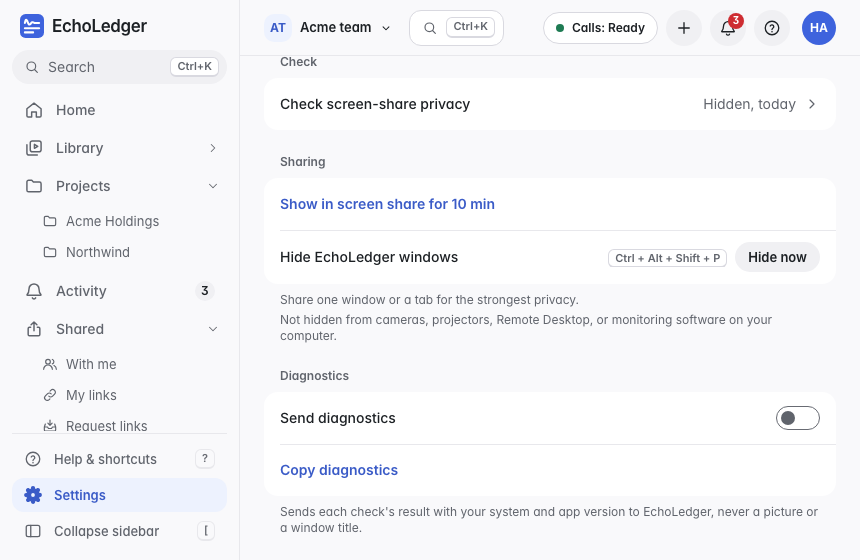 EchoLedger
Search
Ctrl+K
Home
Library
Projects
Acme Holdings
Northwind
Activity
3
Shared
With me
My links
Request links
Help & shortcuts
?
Settings
Collapse sidebar
[
AT
Acme team
Ctrl+K
Calls: Ready
3
HA
Check
Check screen-share privacy
Hidden, today
Sharing
Show in screen share for 10 min
Hide EchoLedger windows
Ctrl + Alt + Shift + P
Hide now
Share one window or a tab for the strongest privacy.
Not hidden from cameras, projectors, Remote Desktop, or monitoring software on your
computer.
Diagnostics
Send diagnostics
Copy diagnostics
Sends each check's result with your system and app version to EchoLedger, never a picture or
a window title.